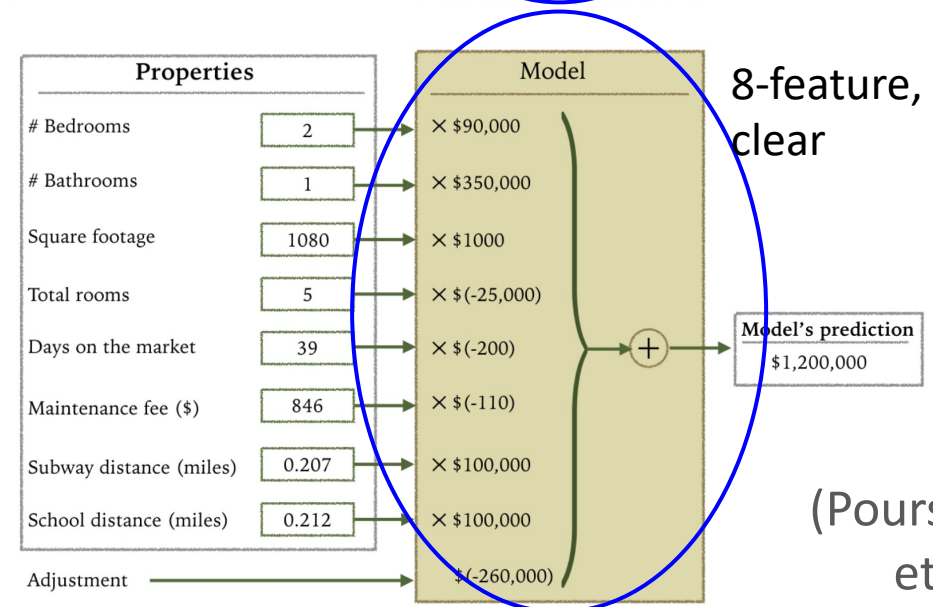 Properties
Model
8-feature,
clear
# Bedrooms 2 × $90,000
# Bathrooms 1 × $350,000
Square footage 1080 × $1000
Total rooms 5 × $(-25,000)
Days on the market 39 × $(-200)
+
Model's prediction
$1,200,000
Maintenance fee ($) 846 × $(-110)
Subway distance (miles) 0.207 × $100,000
School distance (miles) 0.212 × $100,000
(Pours
et
Adjustment $(-260,000)